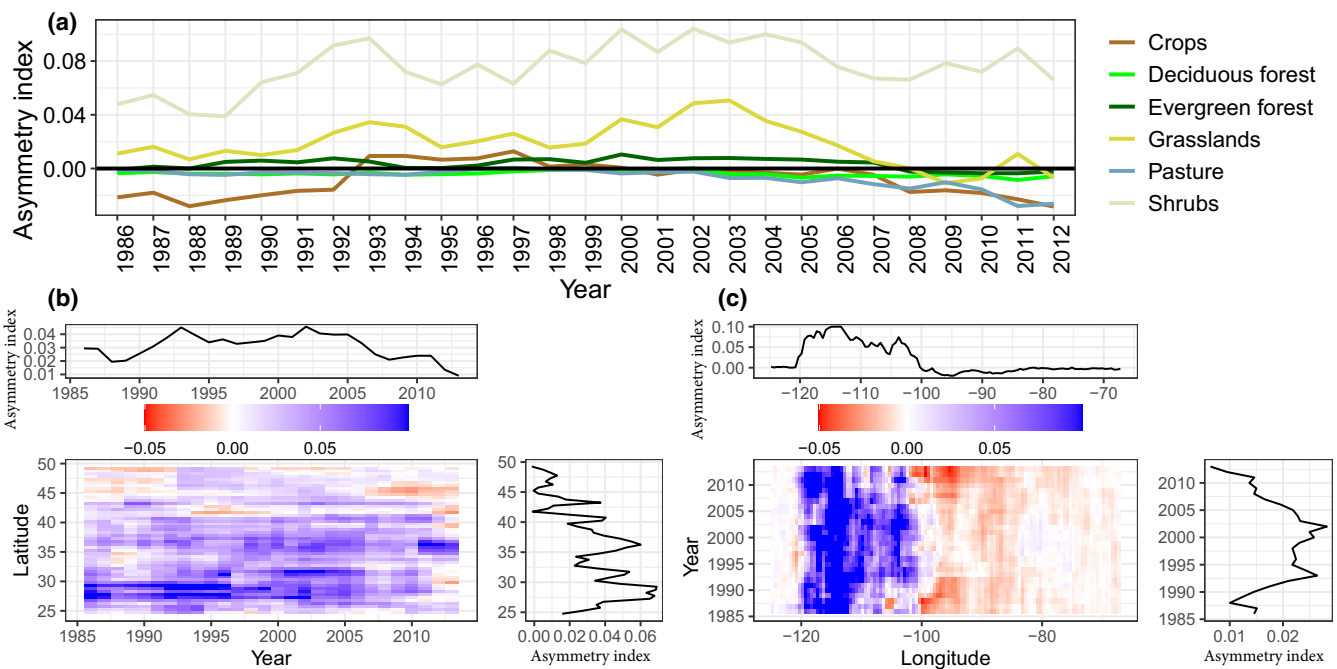 (a)
Asymmetry index
0.08
0.04
0.00
1986 1987 1988 1989 1990 1991 1992 1993 1994 1995 1996 1997 1998 1999 2000 2001 2002 2003 2004 2005 2006 2007 2008 2009 2010 2011 2012
Year
Crops
Deciduous forest
Evergreen forest
Grasslands
Pasture
Shrubs
(b)
Asymmetry index
0.04
0.03
0.02
0.01
1985 1990 1995 2000 2005 2010
−0.05 0.00 0.05
Latitude
50
45
40
35
30
25
1985 1990 1995 2000 2005 2010
Year
50
45
40
35
30
25
0.00 0.02 0.04 0.06
Asymmetry index
(c)
Asymmetry index
0.10
0.05
0.00
−120 −110 −100 −90 −80 −70
−0.05 0.00 0.05
Year
2010
2005
2000
1995
1990
1985
−120 −100 −80
Longitude
2010
2005
2000
1995
1990
1985
0.01 0.02
Asymmetry index